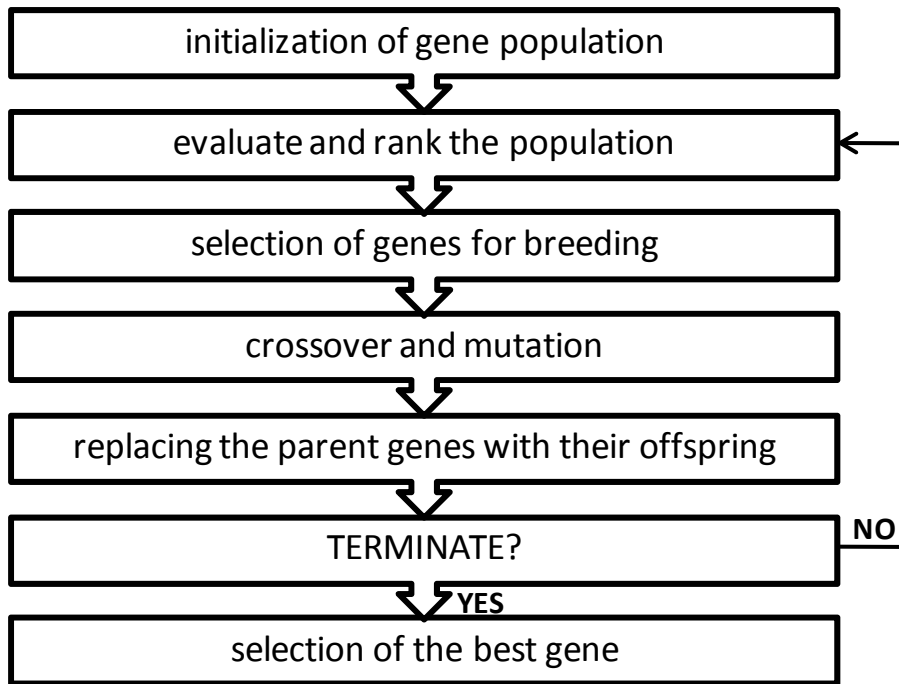 initialization of gene population
evaluate and rank the population
selection of genes for breeding
crossover and mutation
replacing the parent genes with their offspring
TERMINATE?
NO
YES
selection of the best gene